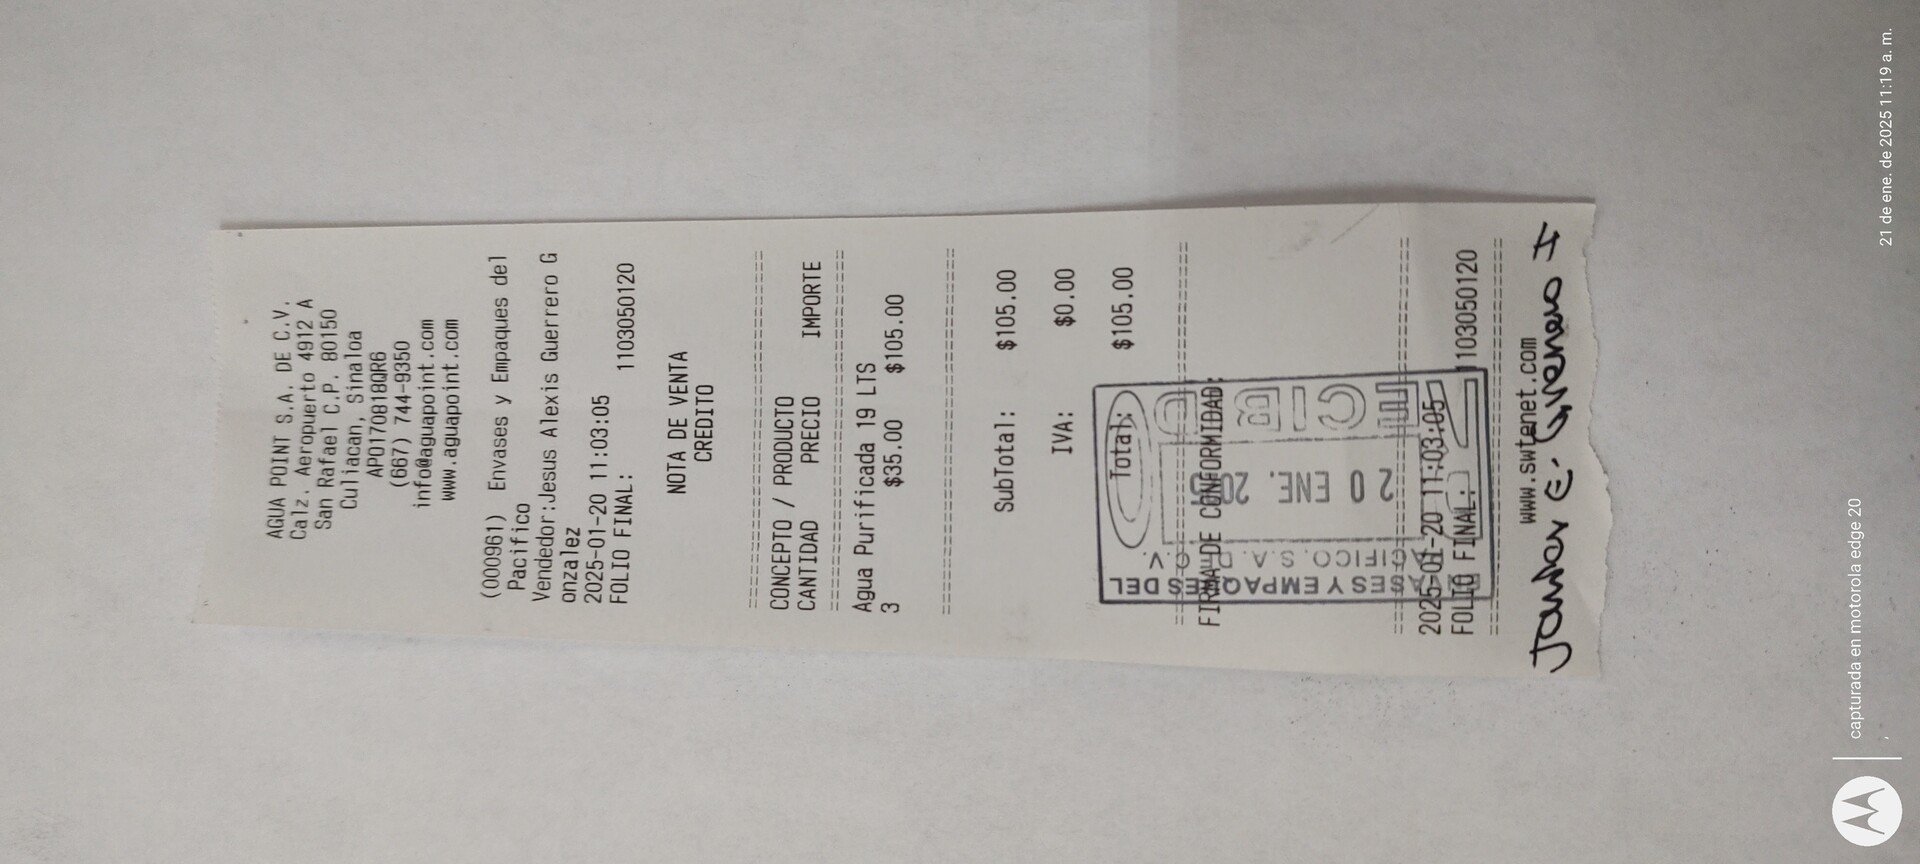 AGUA POINT S.A. DE C.V.
Calz. Aeropuerto 4912 A
San Rafael C.P. 80150
Culiacan, Sinaloa
APO170818QR6
(667) 744-9350
info@aguapoint.com
www.aguapoint.com
(000961) Envases y Empaques del
Pacifico
Vendedor:Jesus Alexis Guerrero G
onzalez
2025-01-20 11:03:05
FOLIO FINAL: 1103050120
NOTA DE VENTA
CREDITO
================================
CONCEPTO / PRODUCTO
CANTIDAD PRECIO IMPORTE
================================
Agua Purificada 19 LTS
3 $35.00 $105.00
================================
SubTotal: $105.00
IVA: $0.00
Total: $105.00
================================
FIRMA DE CONFORMIDAD:
================================
2025-01-20 11:03:05
FOLIO FINAL: 1103050120
================================
www.swtenet.com
ENVASES Y EMPAQUES DEL
PACIFICO, S.A. DE C.V.
20 ENE. 2025
RECIBIDO
Javier E. Guerrero
capturada en motorola edge 20
21 de ene. de 2025 11:19 a. m.